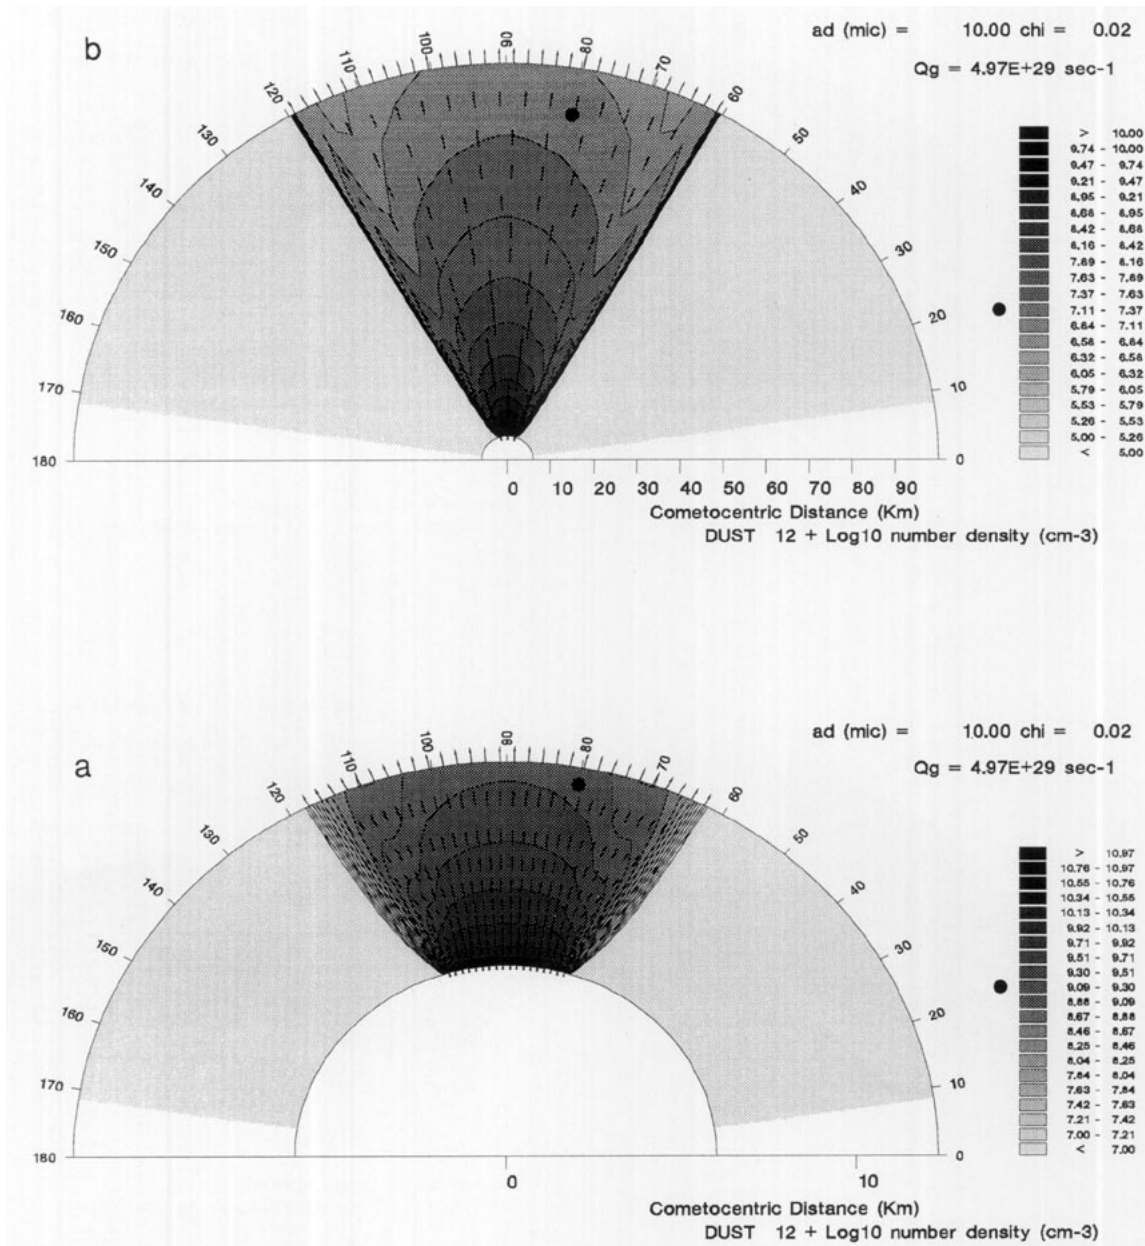 b
ad (mic) = 10.00 chi = 0.02
Qg = 4.97E+29 sec-1
120 110 100 90 80 70 60
130 50
140 40
150 30
160 20
170 10
180 0
> 10.00
9.74 - 10.00
9.47 - 9.74
9.21 - 9.47
8.95 - 9.21
8.68 - 8.95
8.42 - 8.68
8.16 - 8.42
7.89 - 8.16
7.63 - 7.89
7.37 - 7.63
7.11 - 7.37
6.84 - 7.11
6.58 - 6.84
6.32 - 6.58
6.05 - 6.32
5.79 - 6.05
5.53 - 5.79
5.26 - 5.53
5.00 - 5.26
< 5.00
0 10 20 30 40 50 60 70 80 90
Cometocentric Distance (Km)
DUST 12 + Log10 number density (cm-3)
a
ad (mic) = 10.00 chi = 0.02
Qg = 4.97E+29 sec-1
120 110 100 90 80 70 60
130 50
140 40
150 30
160 20
170 10
180 0
> 10.97
10.76 - 10.97
10.55 - 10.76
10.34 - 10.55
10.13 - 10.34
9.92 - 10.13
9.71 - 9.92
9.51 - 9.71
9.30 - 9.51
9.09 - 9.30
8.88 - 9.09
8.67 - 8.88
8.46 - 8.67
8.25 - 8.46
8.04 - 8.25
7.84 - 8.04
7.63 - 7.84
7.42 - 7.63
7.21 - 7.42
7.00 - 7.21
< 7.00
0 10
Cometocentric Distance (Km)
DUST 12 + Log10 number density (cm-3)